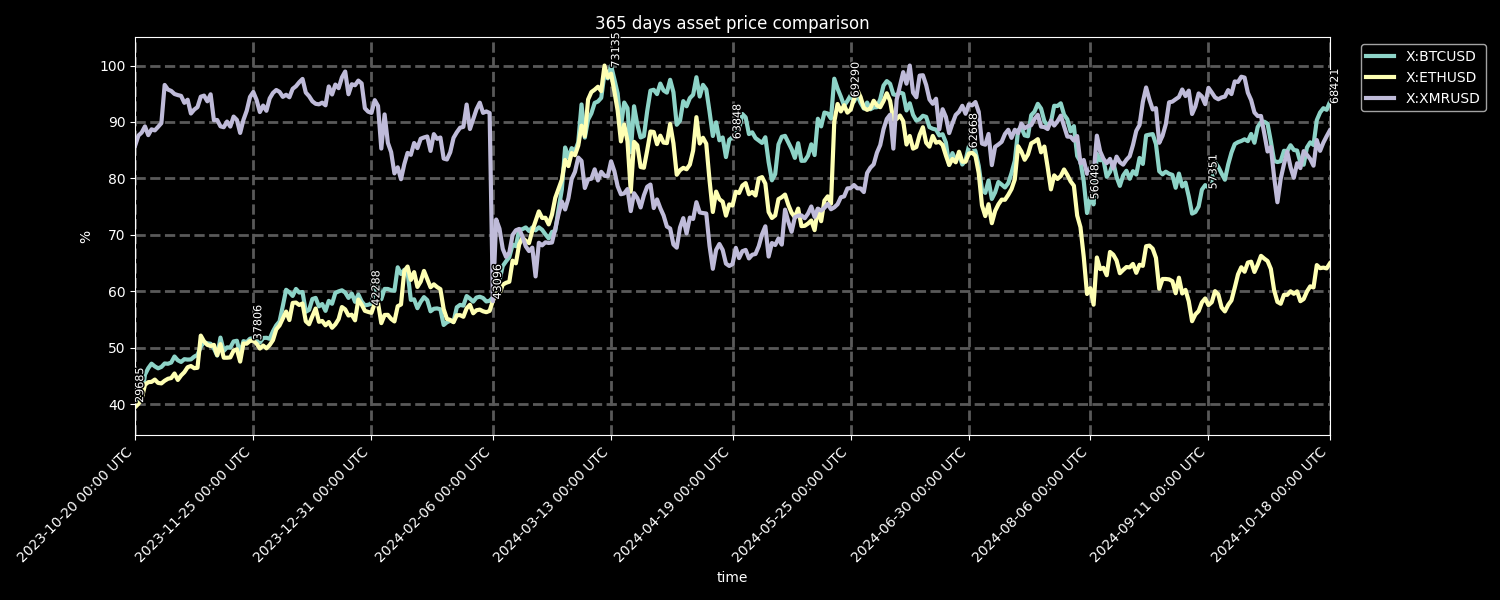 365 days asset price comparison
X:BTCUSD
X:ETHUSD
X:XMRUSD
100
90
80
70
60
50
40
%
29685
37806
42288
43096
73135
63848
69290
62668
56048
57351
68421
2023-10-20 00:00 UTC
2023-11-25 00:00 UTC
2023-12-31 00:00 UTC
2024-02-06 00:00 UTC
2024-03-13 00:00 UTC
2024-04-19 00:00 UTC
2024-05-25 00:00 UTC
2024-06-30 00:00 UTC
2024-08-06 00:00 UTC
2024-09-11 00:00 UTC
2024-10-18 00:00 UTC
time